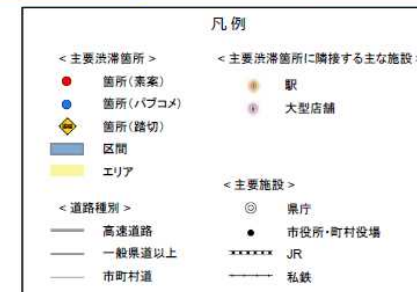 凡例
＜主要渋滞箇所＞
箇所(素案)
箇所(パブコメ)
箇所(踏切)
区間
エリア
＜道路種別＞
高速道路
一般県道以上
市町村道
＜主要渋滞箇所に隣接する主な施設＞
駅
大型店舗
＜主要施設＞
県庁
市役所・町村役場
JR
私鉄